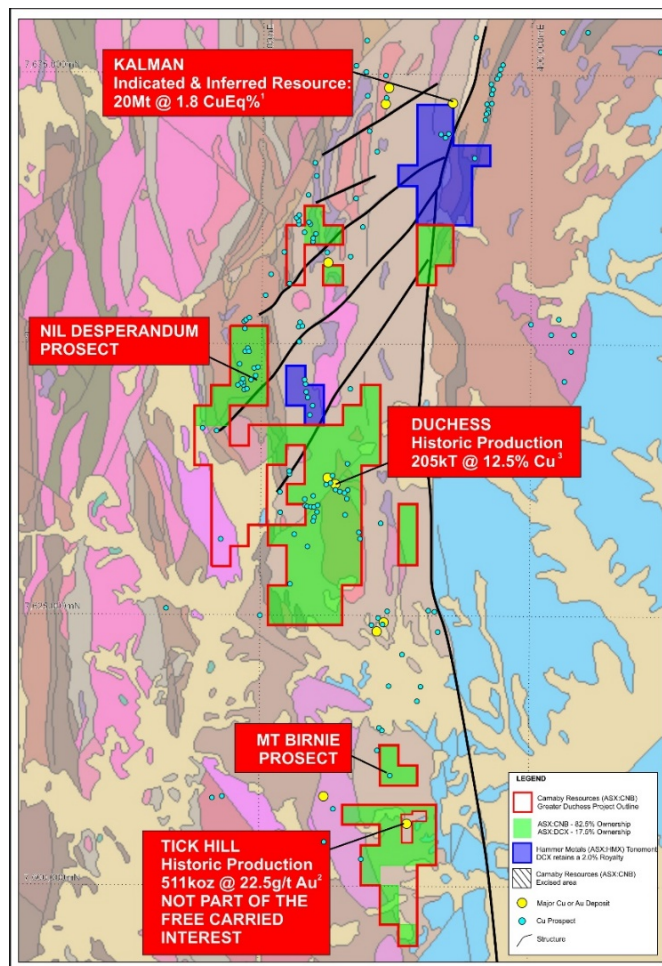 KALMAN
Indicated & Inferred Resource:
20Mt @ 1.8 CuEq%¹
NIL DESPERANDUM
PROSECT
DUCHESS
Historic Production
205kT @ 12.5% Cu³
MT BIRNIE
PROSECT
TICK HILL
Historic Production
511koz @ 22.5g/t Au²
NOT PART OF THE
FREE CARRIED
INTEREST
LEGEND
Carnaby Resources (ASX:CNB)
Greater Duchess Project Outline
ASX:CNB - 82.5% Ownership
ASX:DCX - 17.5% Ownership
Hammer Metals (ASX:HMX) Tenement
DCX retains a 2.0% Royalty
Carnaby Resources (ASX:CNB)
Excised area
Major Cu or Au Deposit
Cu Prospect
Structure